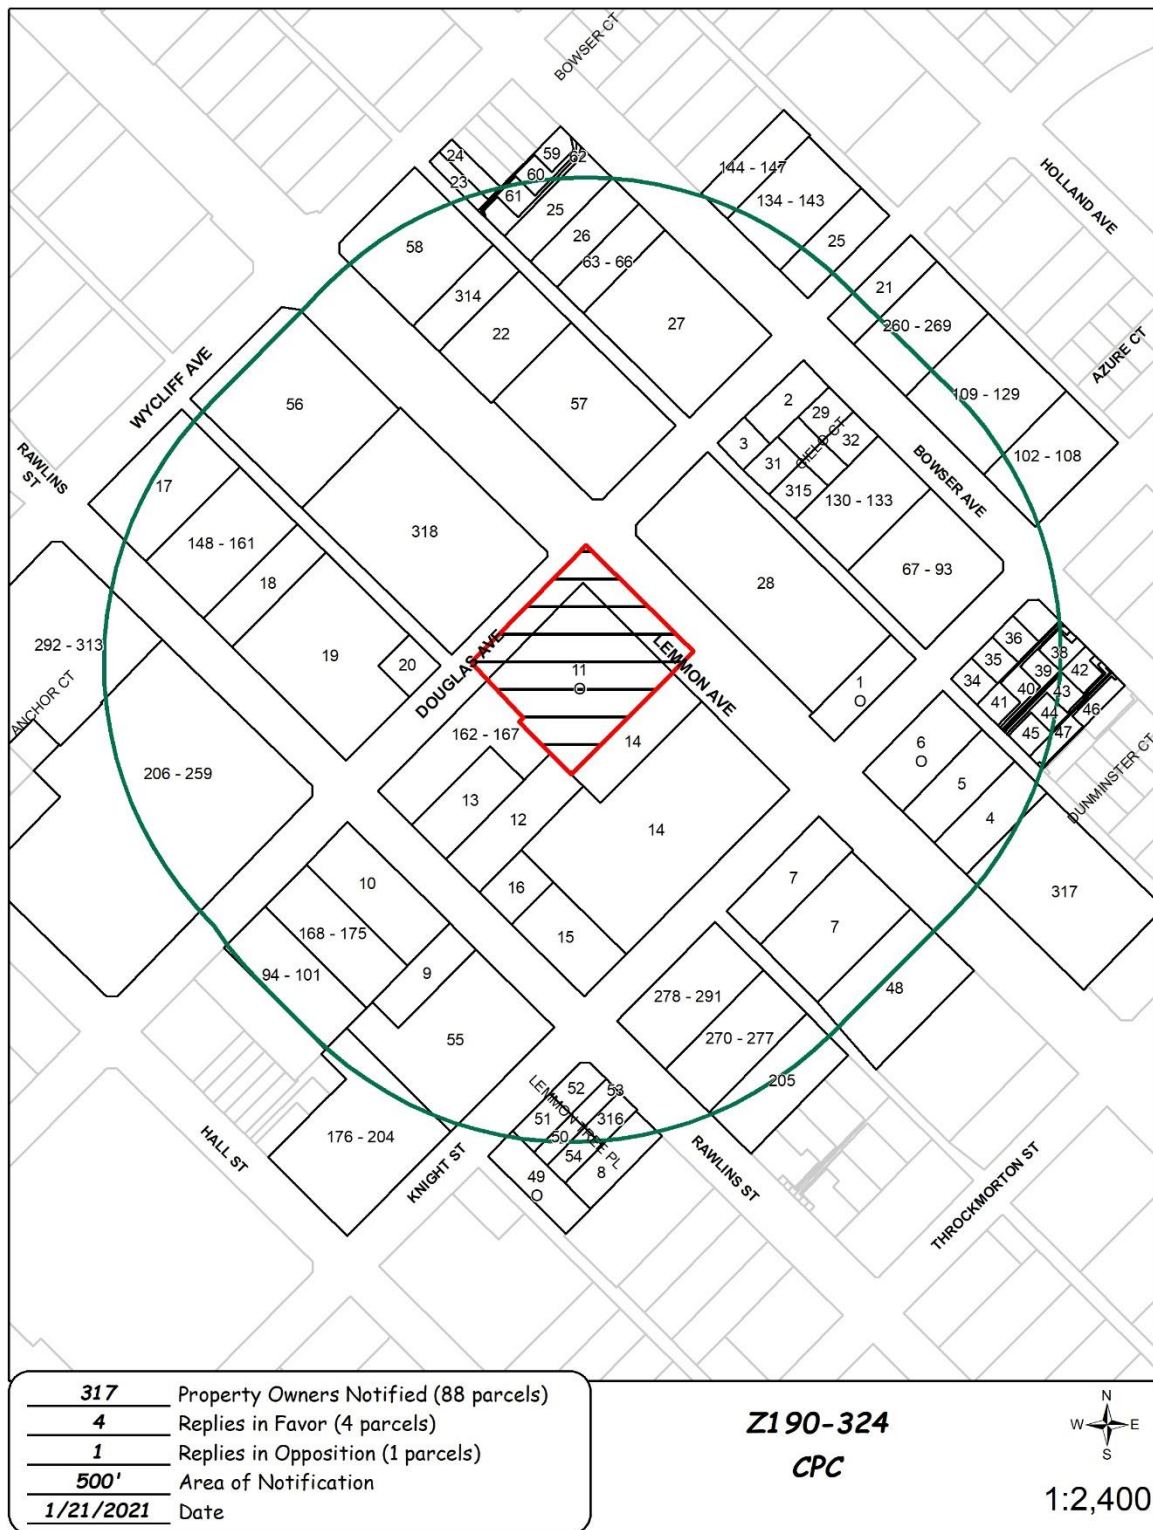 BOWSER CT
HOLLAND AVE
AZURE CT
WYCLIFF AVE
RAWLINS ST
ANCHOR CT
24
23
59
62
60
61
25
26
63 - 66
27
58
314
22
57
144 - 147
134 - 143
25
21
260 - 269
109 - 129
102 - 108
2
29
CIELO CT
32
3
31
315
130 - 133
67 - 93
BOWSER AVE
56
318
17
148 - 161
18
19
20
DOUGLAS AVE
11
O
LEMMON AVE
28
1
O
292 - 313
206 - 259
162 - 167
14
13
12
14
16
15
36
35
34
38
39
42
40
41
43
44
46
45
47
DUNMINSTER CT
6
O
5
4
317
7
7
48
10
168 - 175
94 - 101
9
55
176 - 204
278 - 291
270 - 277
205
LEMMON TREE PL
52
53
51
316
50
54
8
49
O
HALL ST
KNIGHT ST
RAWLINS ST
THROCKMORTON ST
317 Property Owners Notified (88 parcels)
4 Replies in Favor (4 parcels)
1 Replies in Opposition (1 parcels)
500' Area of Notification
1/21/2021 Date
Z190-324
CPC
N
W E
S
1:2,400